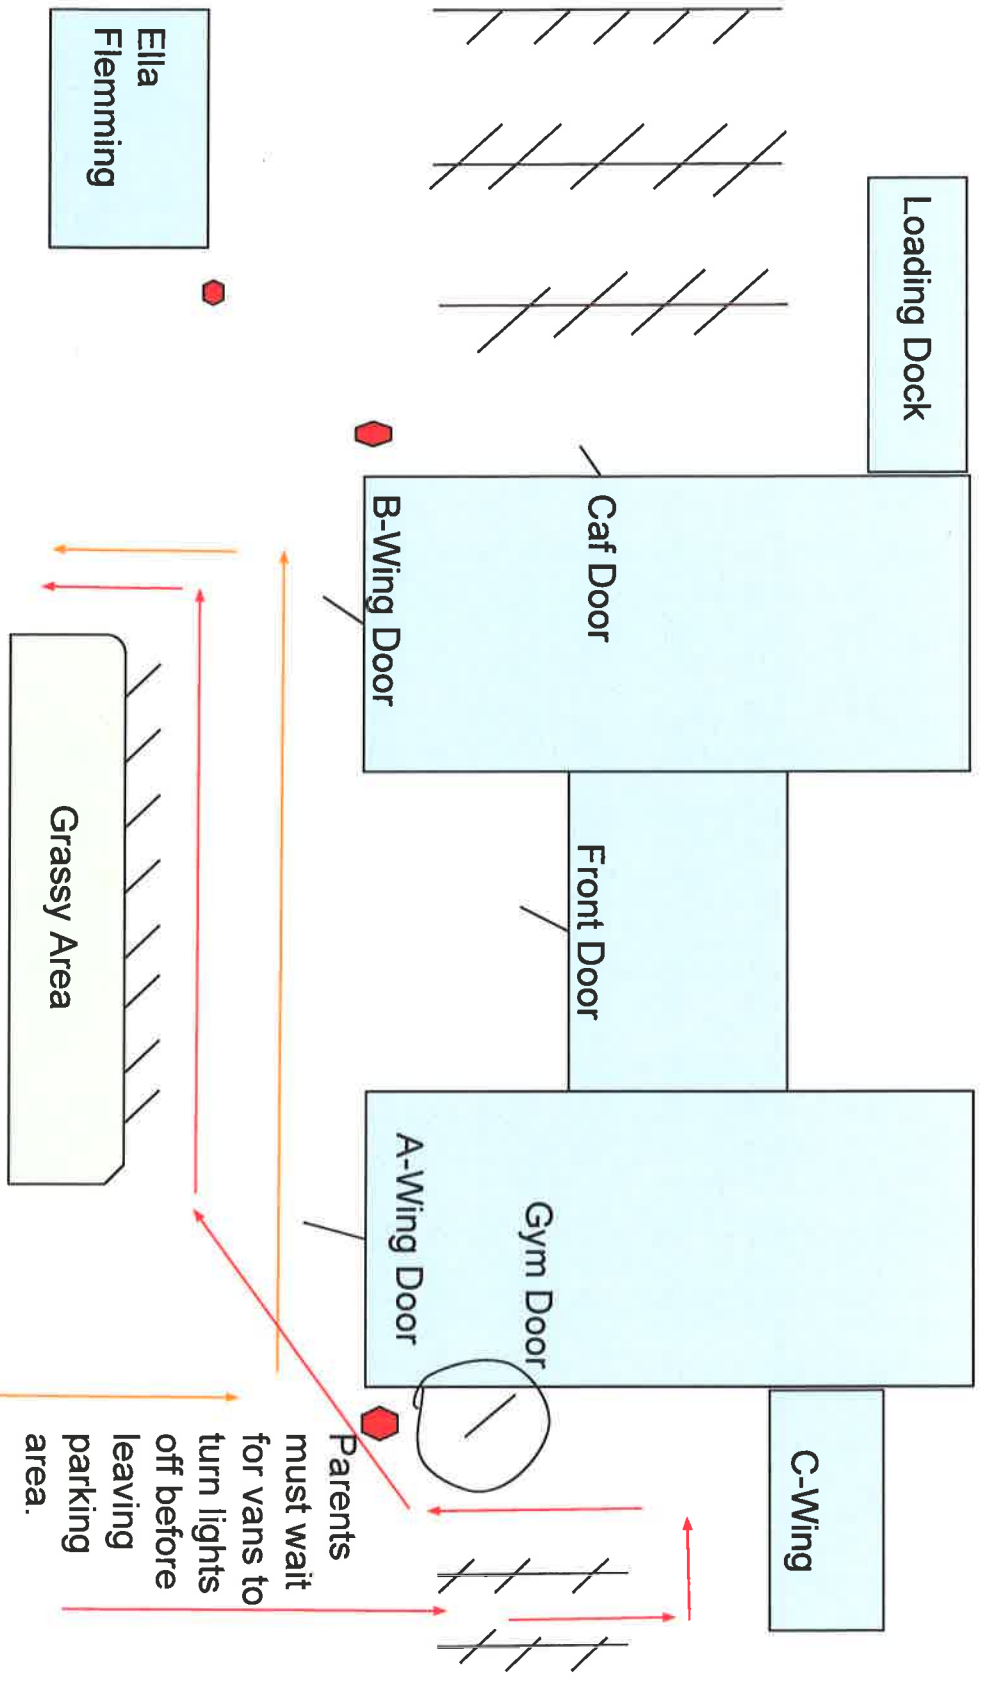 Ella
Flemming
Loading Dock
Caf Door
B-Wing Door
Front Door
Grassy Area
Gym Door
A-Wing Door
C-Wing
Parents
must wait
for vans to
turn lights
off before
leaving
parking
area.